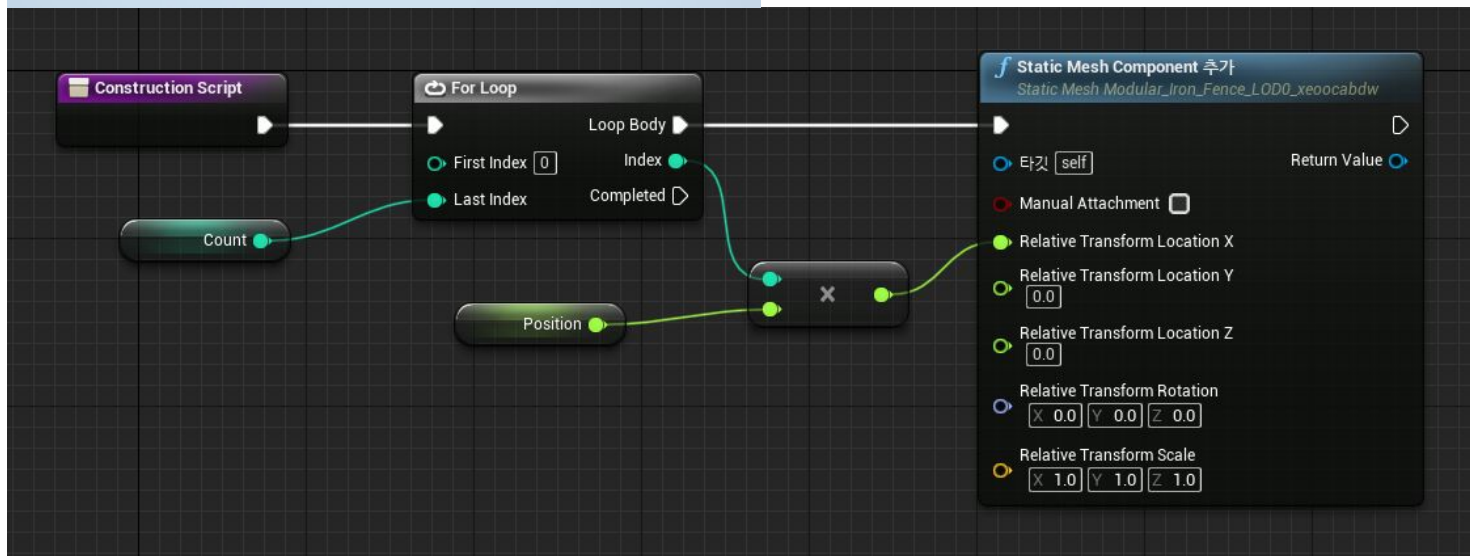 Construction Script
For Loop
Loop Body
First Index 0
Index
Last Index
Completed
Count
Position
×
f Static Mesh Component 추가
Static Mesh Modular_Iron_Fence_LOD0_xeoocabdw
타깃 self
Return Value
Manual Attachment
Relative Transform Location X
Relative Transform Location Y
0.0
Relative Transform Location Z
0.0
Relative Transform Rotation
X 0.0 Y 0.0 Z 0.0
Relative Transform Scale
X 1.0 Y 1.0 Z 1.0